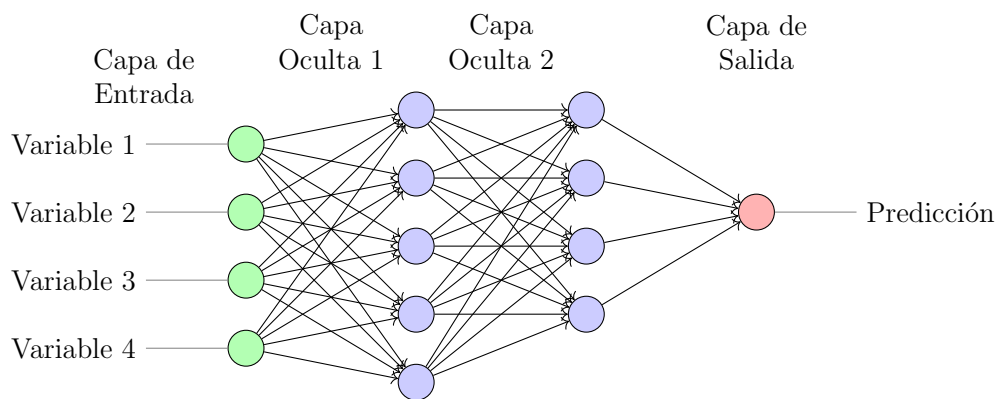 Capa de
Entrada
Capa
Oculta 1
Capa
Oculta 2
Capa de
Salida
Variable 1
Variable 2
Variable 3
Variable 4
Predicción